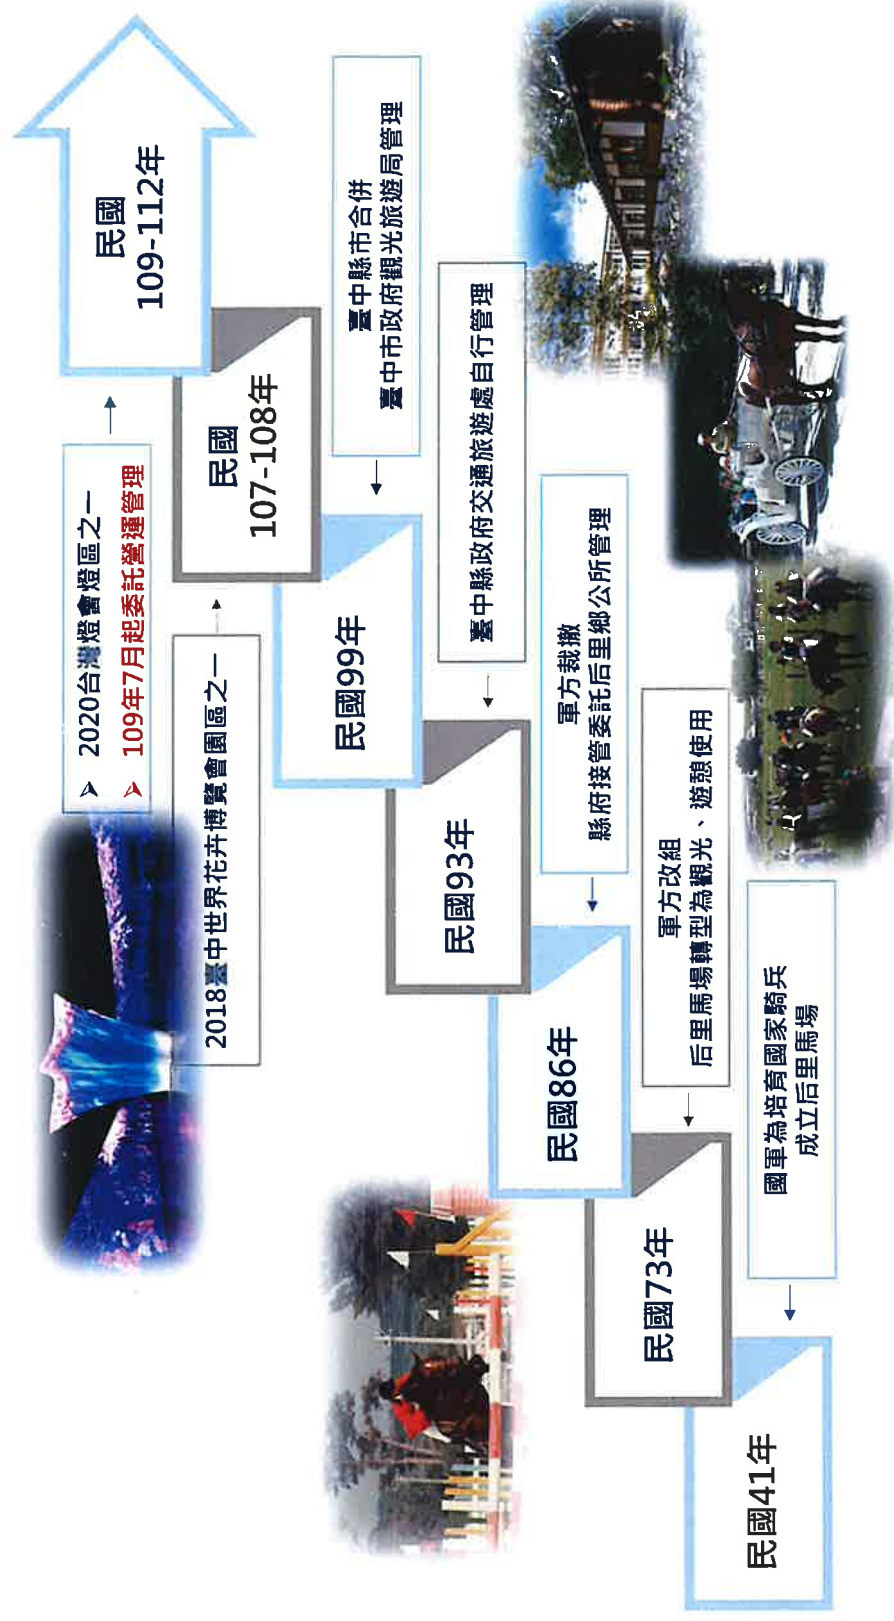 民國41年
國軍為培育國家騎兵
成立后里馬場
民國73年
軍方改組
后里馬場轉型為觀光、遊憩使用
民國86年
軍方裁撤
縣府接管委託后里鄉公所管理
民國93年
臺中縣政府交通旅遊處自行管理
民國99年
臺中縣市合併
臺中市政府觀光旅遊局管理
民國
107-108年
2018臺中世界花卉博覽會園區之一
民國
109-112年
➤ 2020台灣燈會燈區之一
➤ 109年7月起委託營運管理